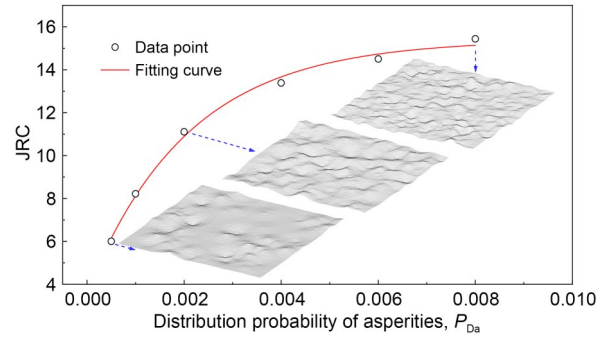 16
14
12
10
8
6
4
JRC
Data point
Fitting curve
0.000 0.002 0.004 0.006 0.008 0.010
Distribution probability of asperities, P_Da